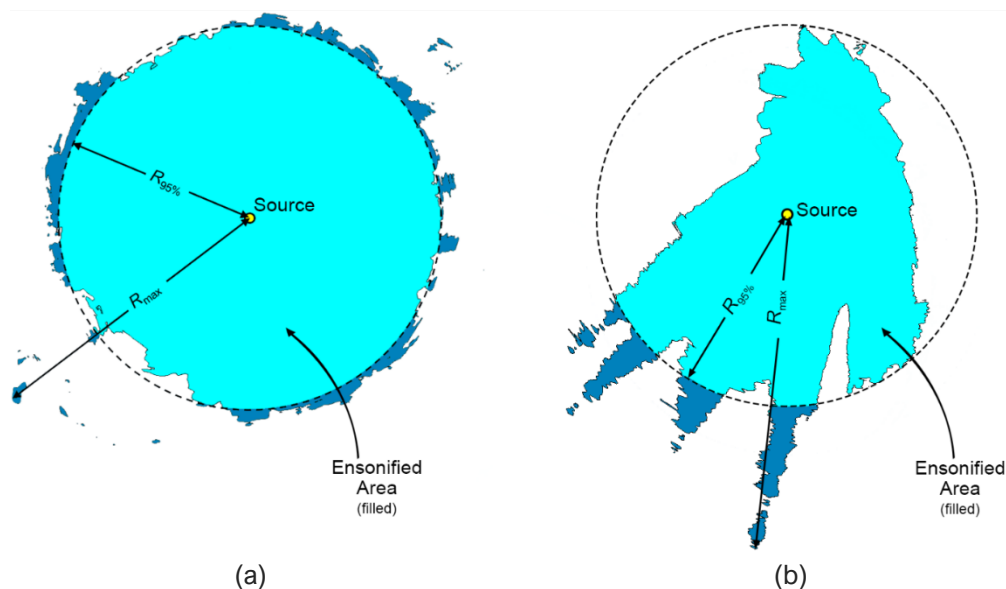 R95%
Source
Rmax
Ensonified
Area
(filled)
(a)
Source
R95%
Rmax
Ensonified
Area
(filled)
(b)